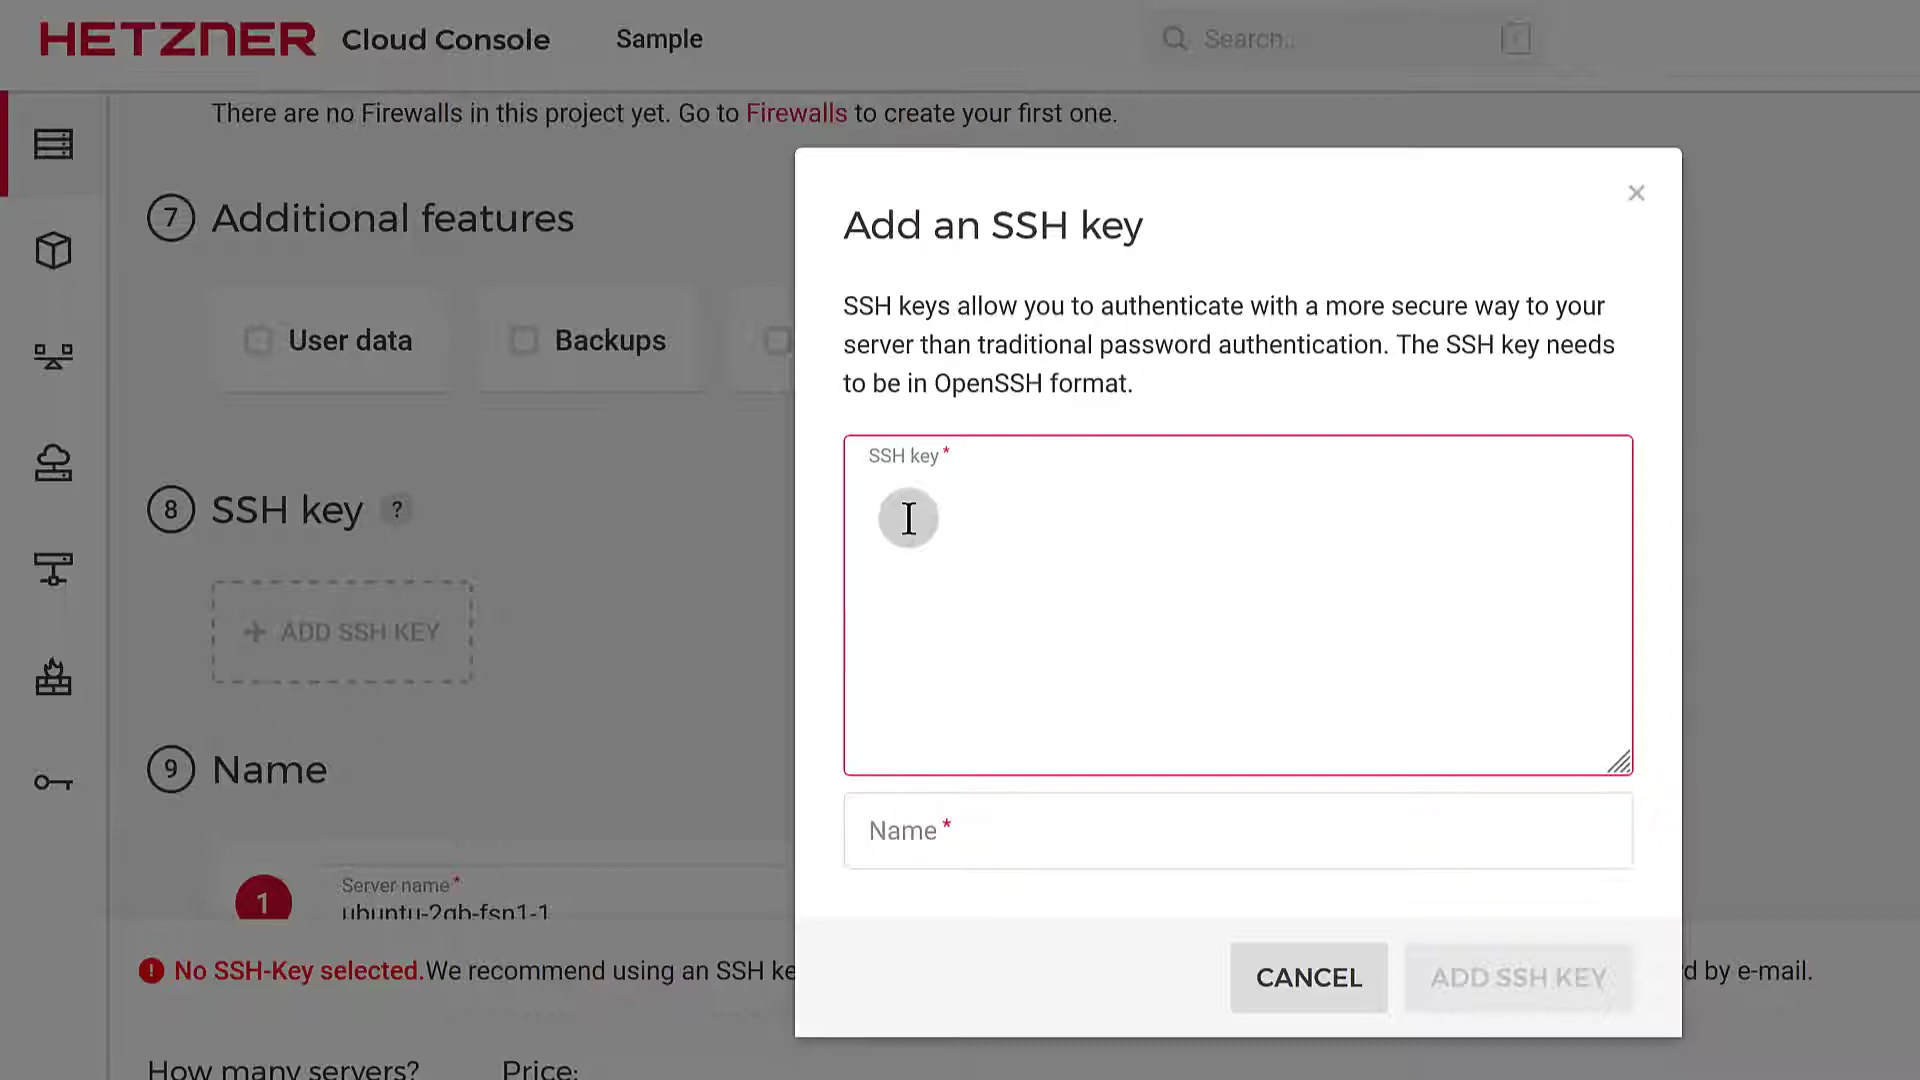 HETZNER Cloud Console Sample Search..
There are no Firewalls in this project yet. Go to Firewalls to create your first one.
7 Additional features
User data
Backups
8 SSH key ?
+ ADD SSH KEY
9 Name
1
Server name *
ubuntu-2gb-fsn1-1
No SSH-Key selected. We recommend using an SSH ke
d by e-mail.
How many servers? Price:
×
Add an SSH key
SSH keys allow you to authenticate with a more secure way to your
server than traditional password authentication. The SSH key needs
to be in OpenSSH format.
SSH key *
Name *
CANCEL ADD SSH KEY